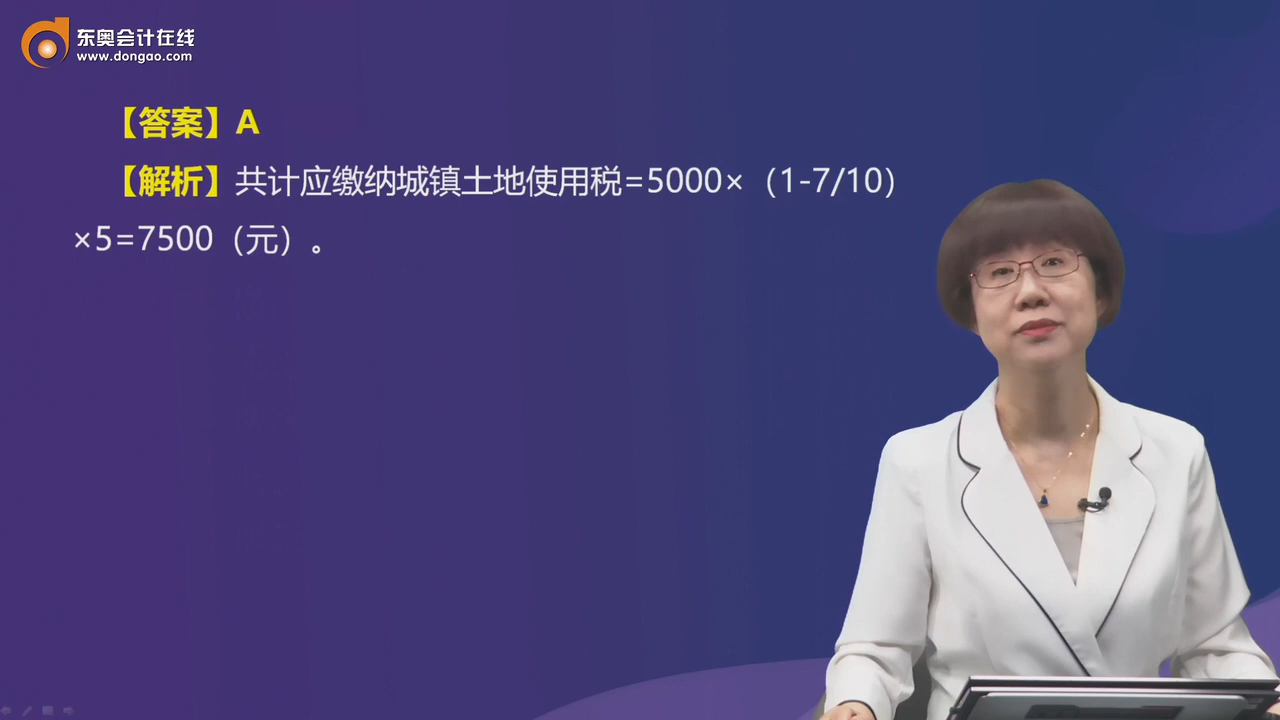 东奥会计在线
www.dongao.com
【答案】A
【解析】共计应缴纳城镇土地使用税=5000×（1-7/10）
×5=7500（元）。